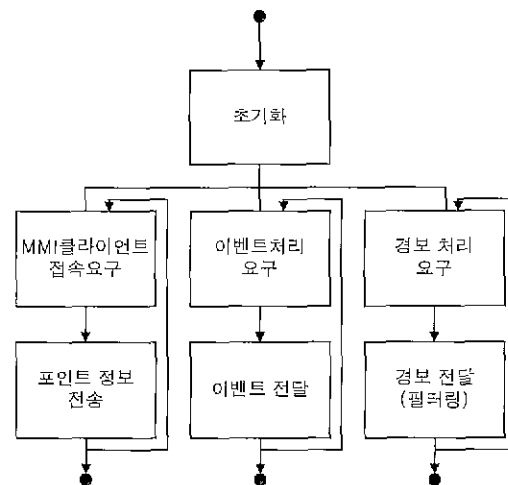 초기화
MMI클라이언트
접속요구
이벤트처리
요구
경보 처리
요구
포인트 정보
전송
이벤트 전달
경보 전달
(필터링)